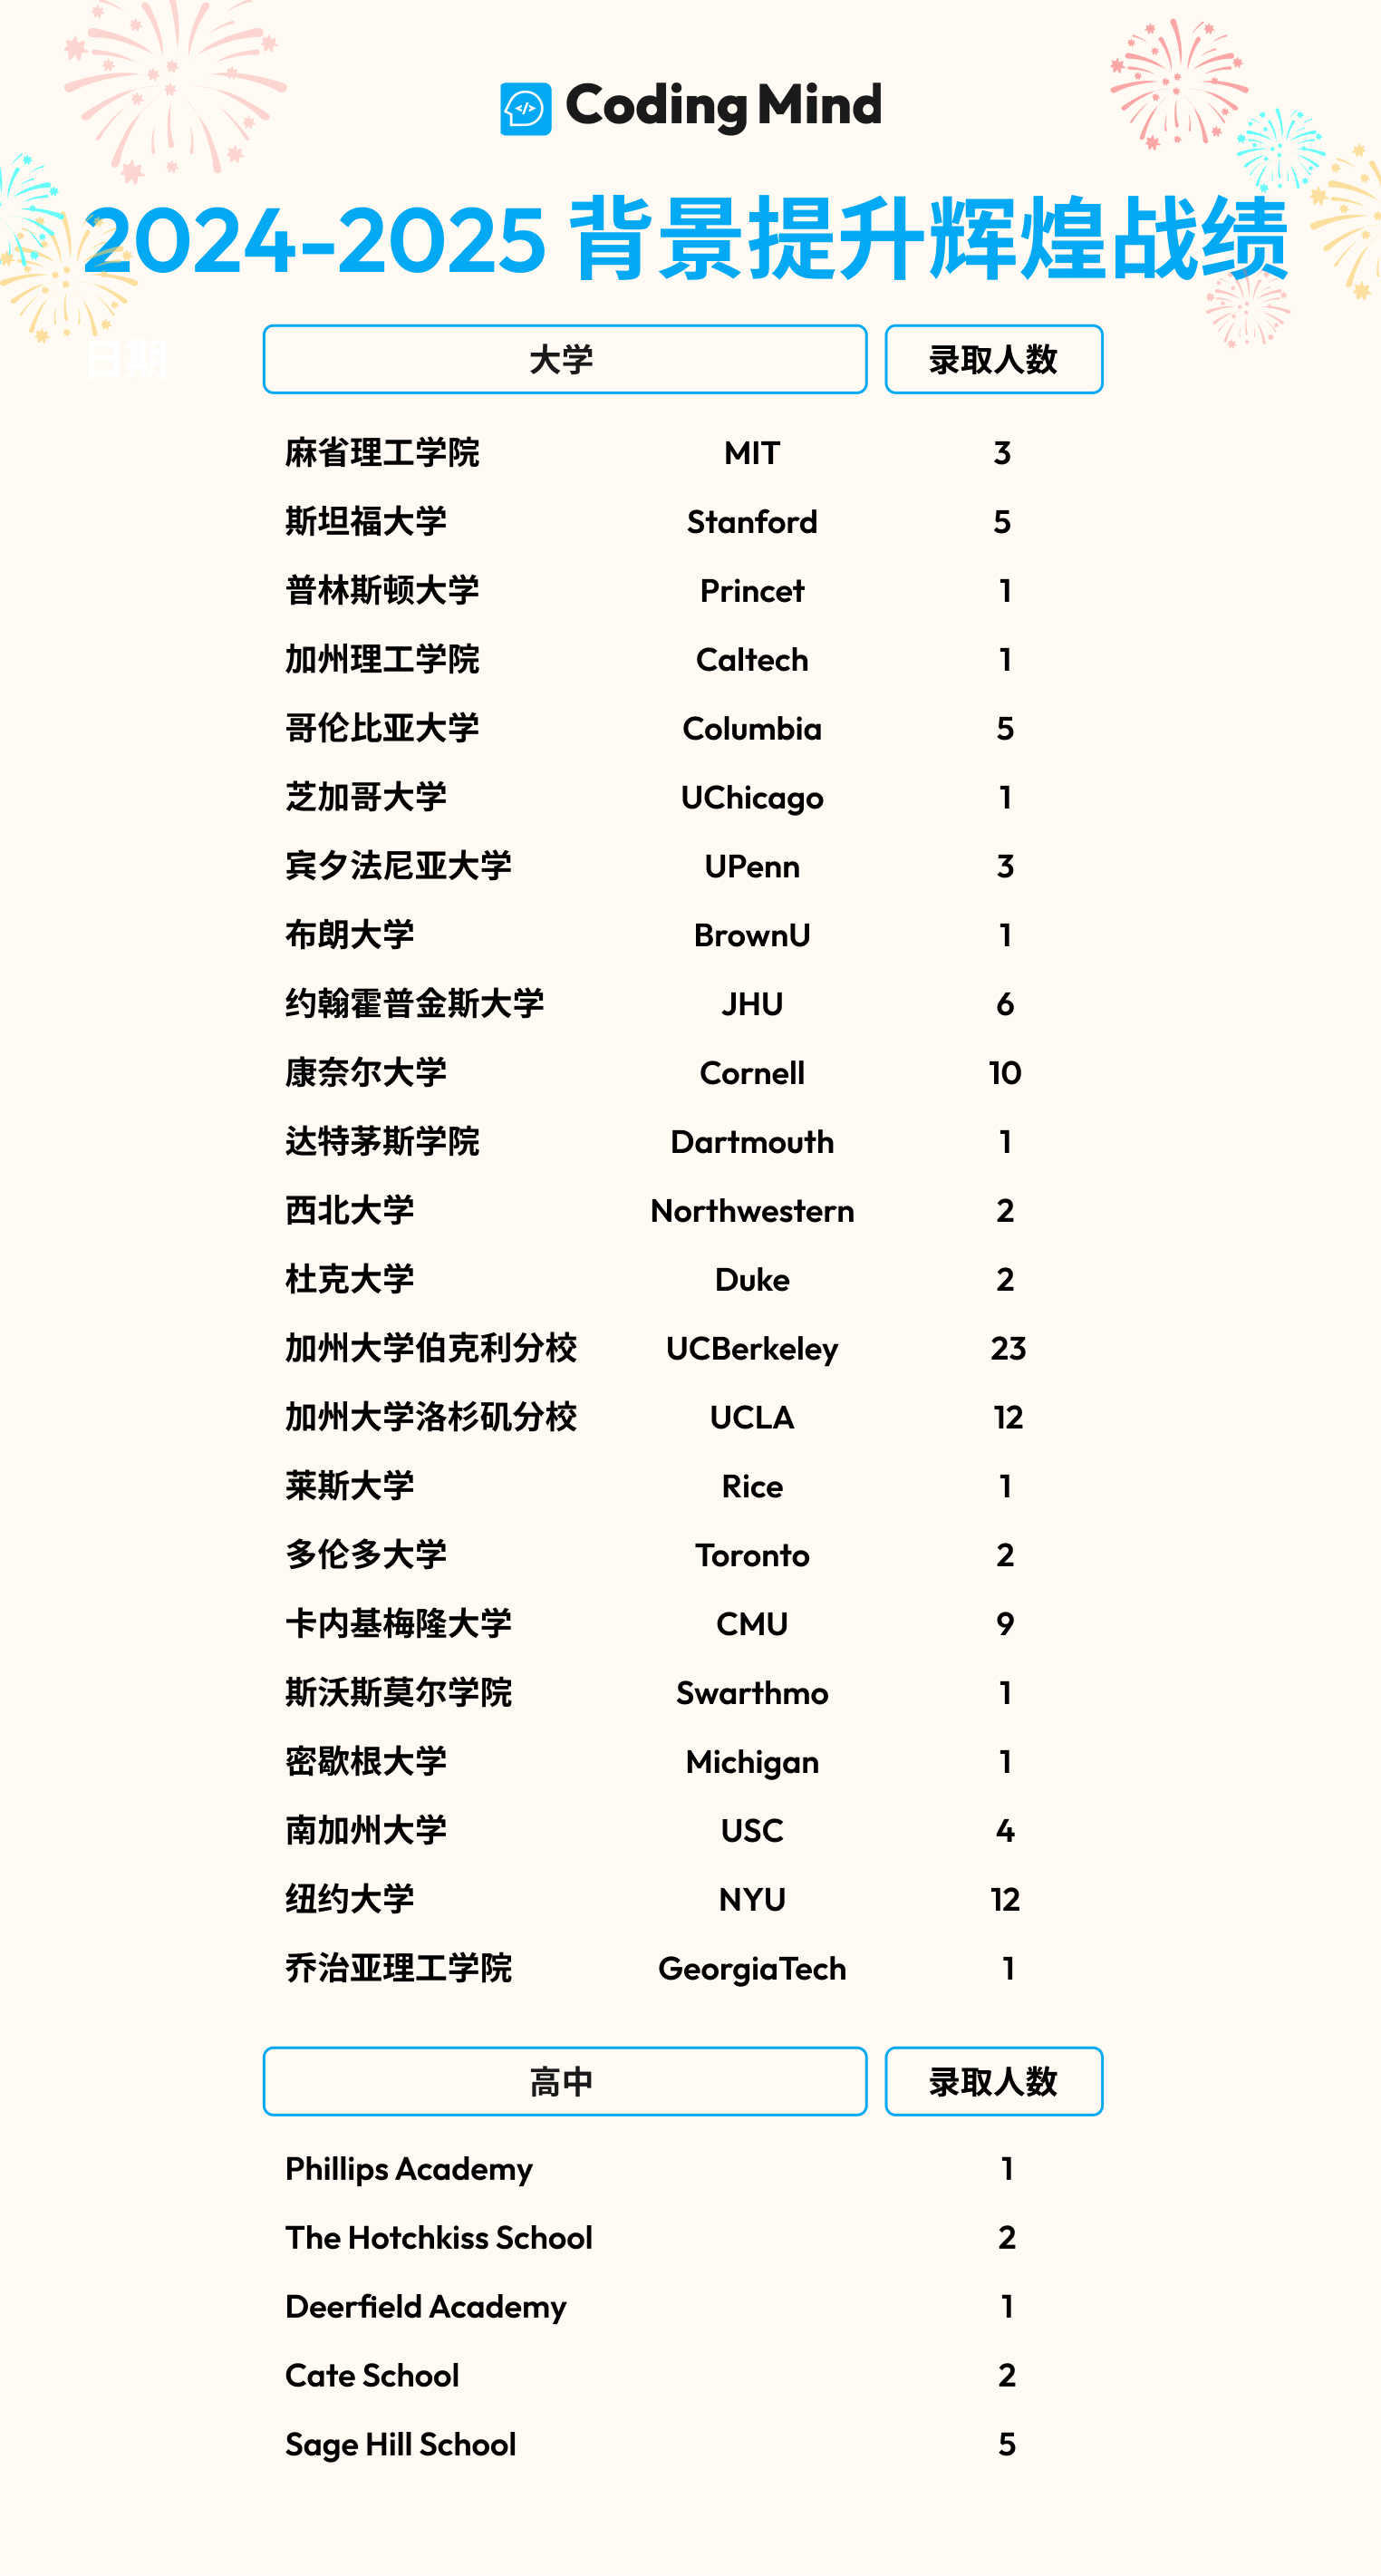 Coding Mind
2024-2025 背景提升辉煌战绩
日期
大学 录取人数
麻省理工学院 MIT 3
斯坦福大学 Stanford 5
普林斯顿大学 Princet 1
加州理工学院 Caltech 1
哥伦比亚大学 Columbia 5
芝加哥大学 UChicago 1
宾夕法尼亚大学 UPenn 3
布朗大学 BrownU 1
约翰霍普金斯大学 JHU 6
康奈尔大学 Cornell 10
达特茅斯学院 Dartmouth 1
西北大学 Northwestern 2
杜克大学 Duke 2
加州大学伯克利分校 UCBerkeley 23
加州大学洛杉矶分校 UCLA 12
莱斯大学 Rice 1
多伦多大学 Toronto 2
卡内基梅隆大学 CMU 9
斯沃斯莫尔学院 Swarthmo 1
密歇根大学 Michigan 1
南加州大学 USC 4
纽约大学 NYU 12
乔治亚理工学院 GeorgiaTech 1
高中 录取人数
Phillips Academy 1
The Hotchkiss School 2
Deerfield Academy 1
Cate School 2
Sage Hill School 5